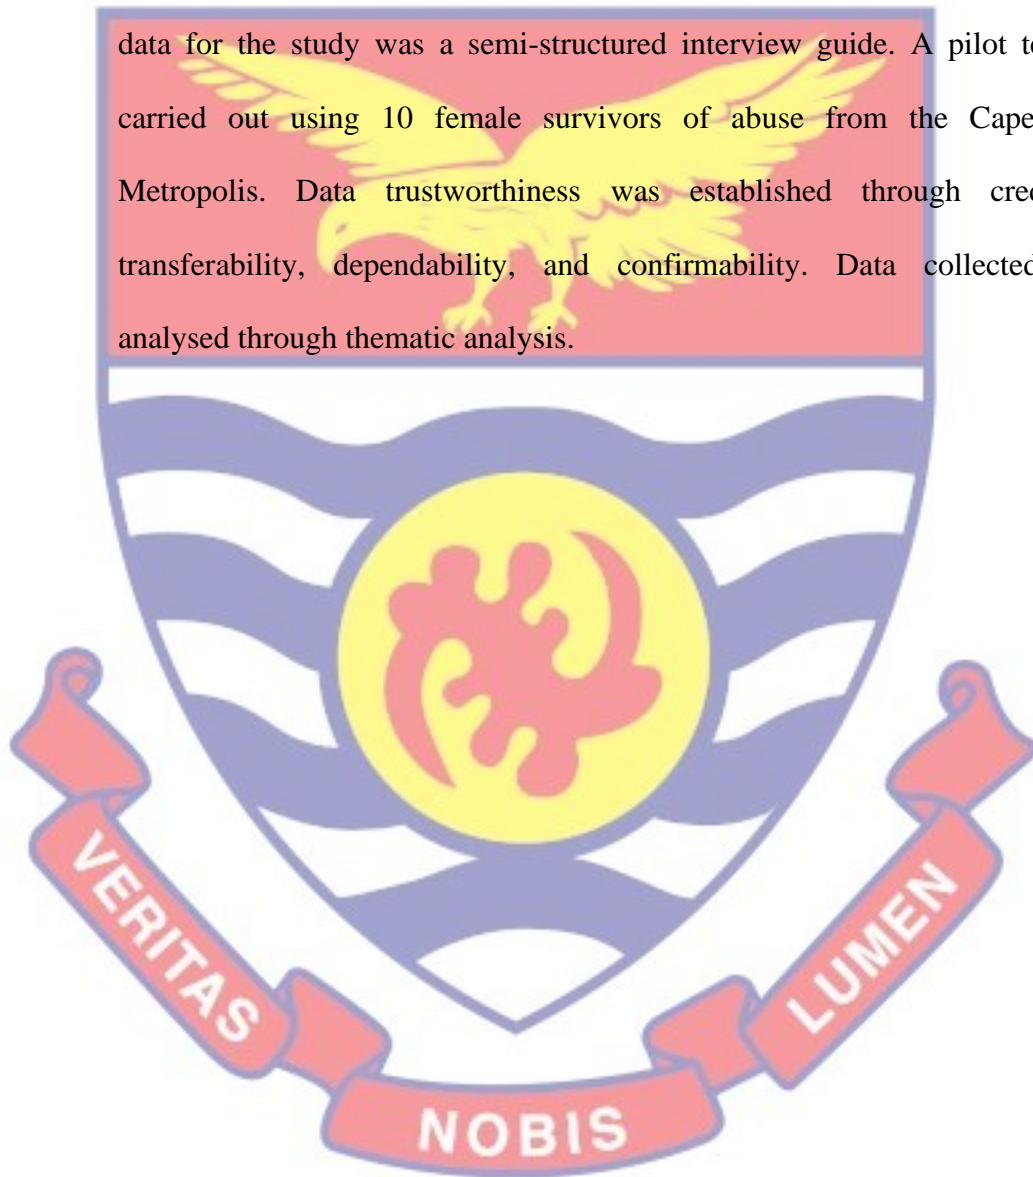 data for the study was a semi-structured interview guide. A pilot
carried out using 10 female survivors of abuse from the Cape
Metropolis. Data trustworthiness was established through
transferability, dependability, and confirmability. Data collected
analysed through thematic analysis.
VERITAS
NOBIS
LUMEN